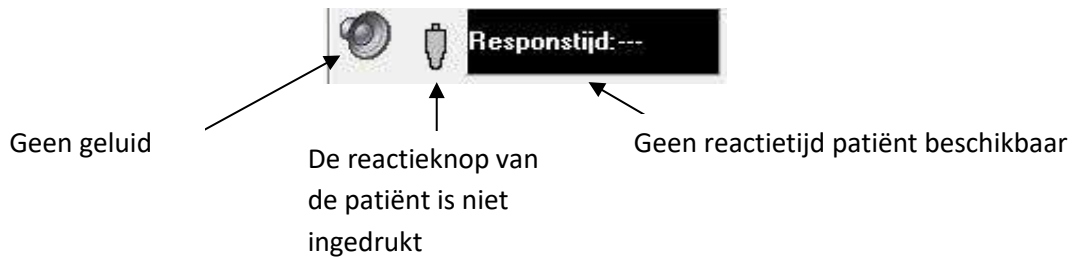 Responstijd:---
Geen geluid
De reactieknop van
de patiënt is niet
ingedrukt
Geen reactietijd patiënt beschikbaar